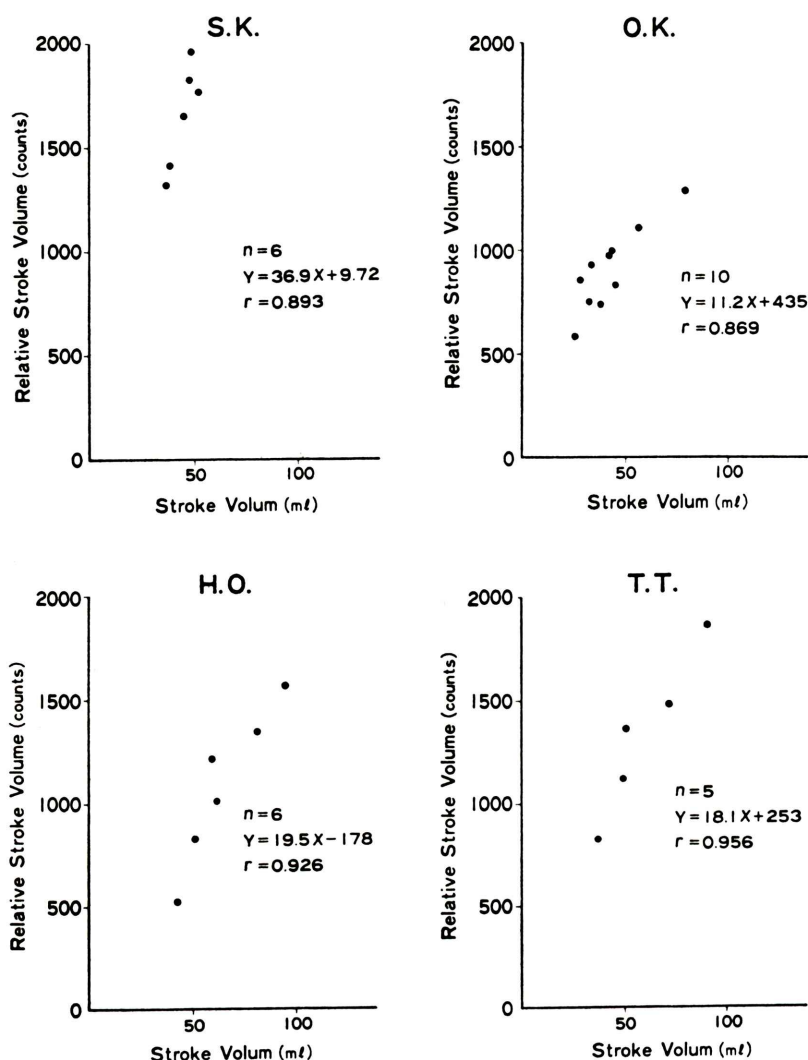 S.K.
2000
1500
1000
500
0
Relative Stroke Volume (counts)
n=6
Y=36.9X+9.72
r=0.893
50 100
Stroke Volum (mℓ)
O.K.
2000
1500
1000
500
0
Relative Stroke Volume (counts)
n=10
Y=11.2X+435
r=0.869
50 100
Stroke Volum (mℓ)
H.O.
2000
1500
1000
500
0
Relative Stroke Volume (counts)
n=6
Y=19.5X−178
r=0.926
50 100
Stroke Volum (mℓ)
T.T.
2000
1500
1000
500
0
Relative Stroke Volume (counts)
n=5
Y=18.1X+253
r=0.956
50 100
Stroke Volum (mℓ)